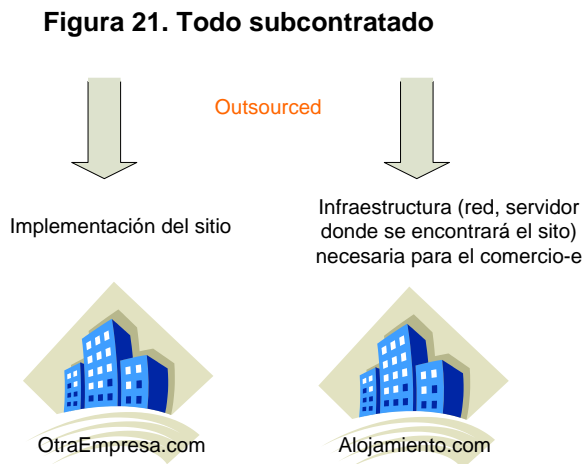 Figura 21. Todo subcontratado
Outsourced
Implementación del sitio
Infraestructura (red, servidor
donde se encontrará el sito)
necesaria para el comercio-e
OtraEmpresa.com
Alojamiento.com